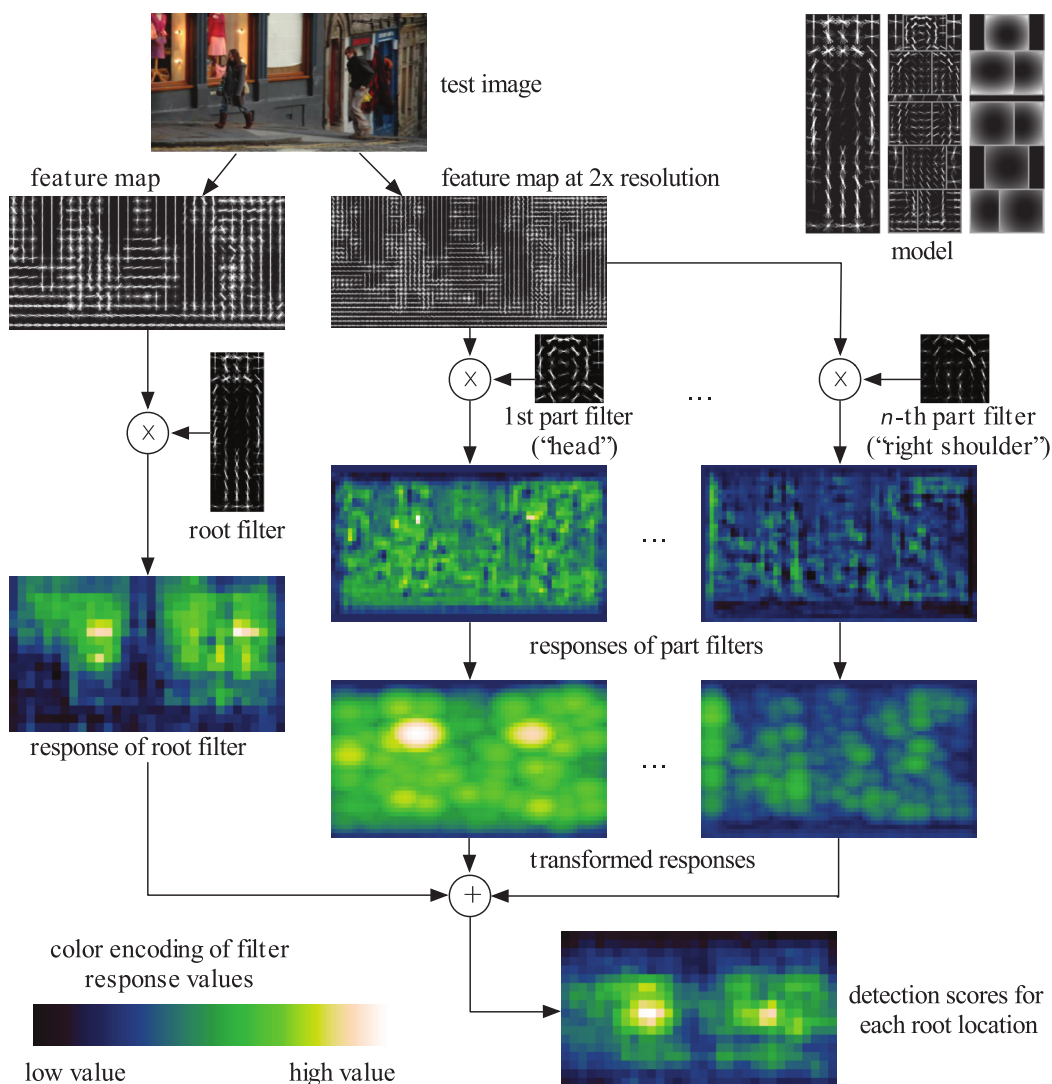 test image
feature map
feature map at 2x resolution
model
X
X
X
1st part filter
("head")
...
n-th part filter
("right shoulder")
root filter
...
responses of part filters
response of root filter
...
transformed responses
+
color encoding of filter
response values
low value
high value
detection scores for
each root location